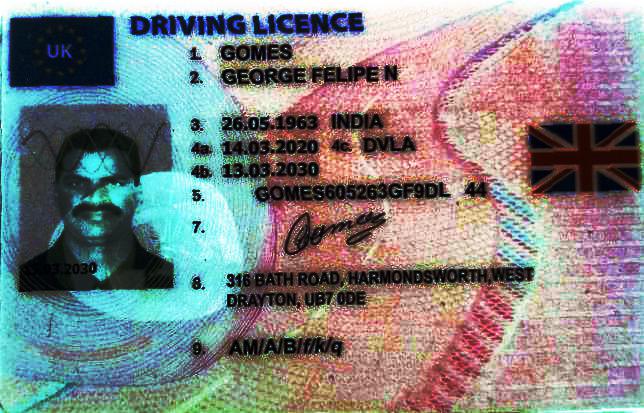 DRIVING LICENCE
UK
1. GOMES
2. GEORGE FELIPE N
3. 26.05.1963 INDIA
4a. 14.03.2020 4c. DVLA
4b. 13.03.2030
5. GOMES605263GF9DL 44
7. Gomes
13.03.2030
8. 316 BATH ROAD, HARMONDSWORTH,WEST
DRAYTON, UB7 0DE
9. AM/A/B/f/k/q